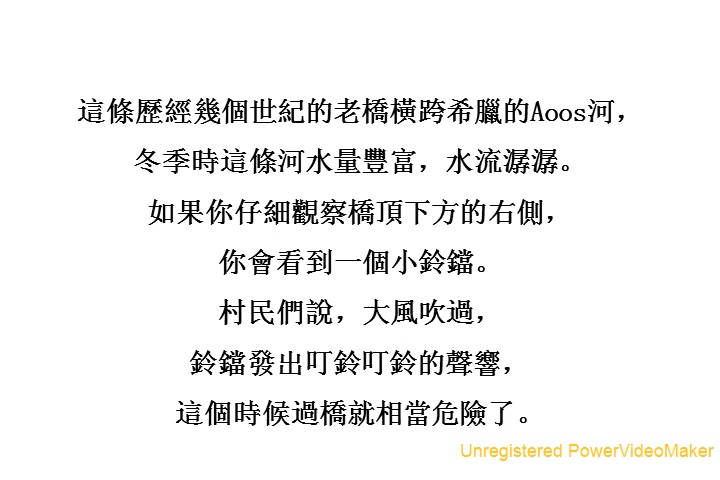 這條歷經幾個世紀的老橋橫跨希臘的Aoos河，
冬季時這條河水量豐富，水流潺潺。
如果你仔細觀察橋頂下方的右側，
你會看到一個小鈴鐺。
村民們說，大風吹過，
鈴鐺發出叮鈴叮鈴的聲響，
這個時候過橋就相當危險了。
Unregistered PowerVideoMaker